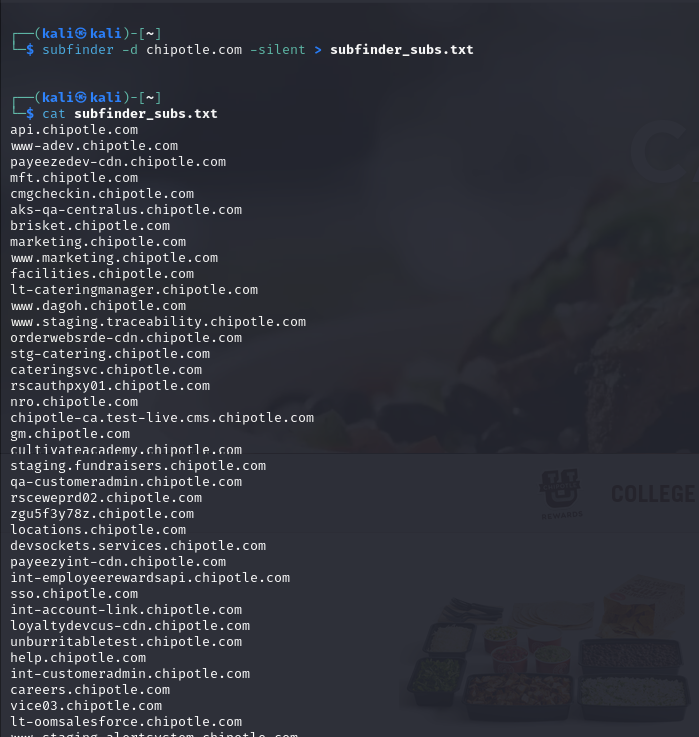 ┌──(kali㉿kali)-[~]
└─$ subfinder -d chipotle.com -silent > subfinder_subs.txt
┌──(kali㉿kali)-[~]
└─$ cat subfinder_subs.txt
api.chipotle.com
www-adev.chipotle.com
payeezedev-cdn.chipotle.com
mft.chipotle.com
cmgcheckin.chipotle.com
aks-qa-centralus.chipotle.com
brisket.chipotle.com
marketing.chipotle.com
www.marketing.chipotle.com
facilities.chipotle.com
lt-cateringmanager.chipotle.com
www.dagoh.chipotle.com
www.staging.traceability.chipotle.com
orderwebsrde-cdn.chipotle.com
stg-catering.chipotle.com
cateringsvc.chipotle.com
rscauthpxy01.chipotle.com
nro.chipotle.com
chipotle-ca.test-live.cms.chipotle.com
gm.chipotle.com
cultivateacademy.chipotle.com
staging.fundraisers.chipotle.com
qa-customeradmin.chipotle.com
rsceweprd02.chipotle.com
zgu5f3y78z.chipotle.com
locations.chipotle.com
devsockets.services.chipotle.com
payeezyint-cdn.chipotle.com
int-employeerewardsapi.chipotle.com
sso.chipotle.com
int-account-link.chipotle.com
loyaltydevcus-cdn.chipotle.com
unburritabletest.chipotle.com
help.chipotle.com
int-customeradmin.chipotle.com
careers.chipotle.com
vice03.chipotle.com
lt-oomsalesforce.chipotle.com
www.staging.alertsystem.chipotle.com
C
REWARDS
COLLEGE